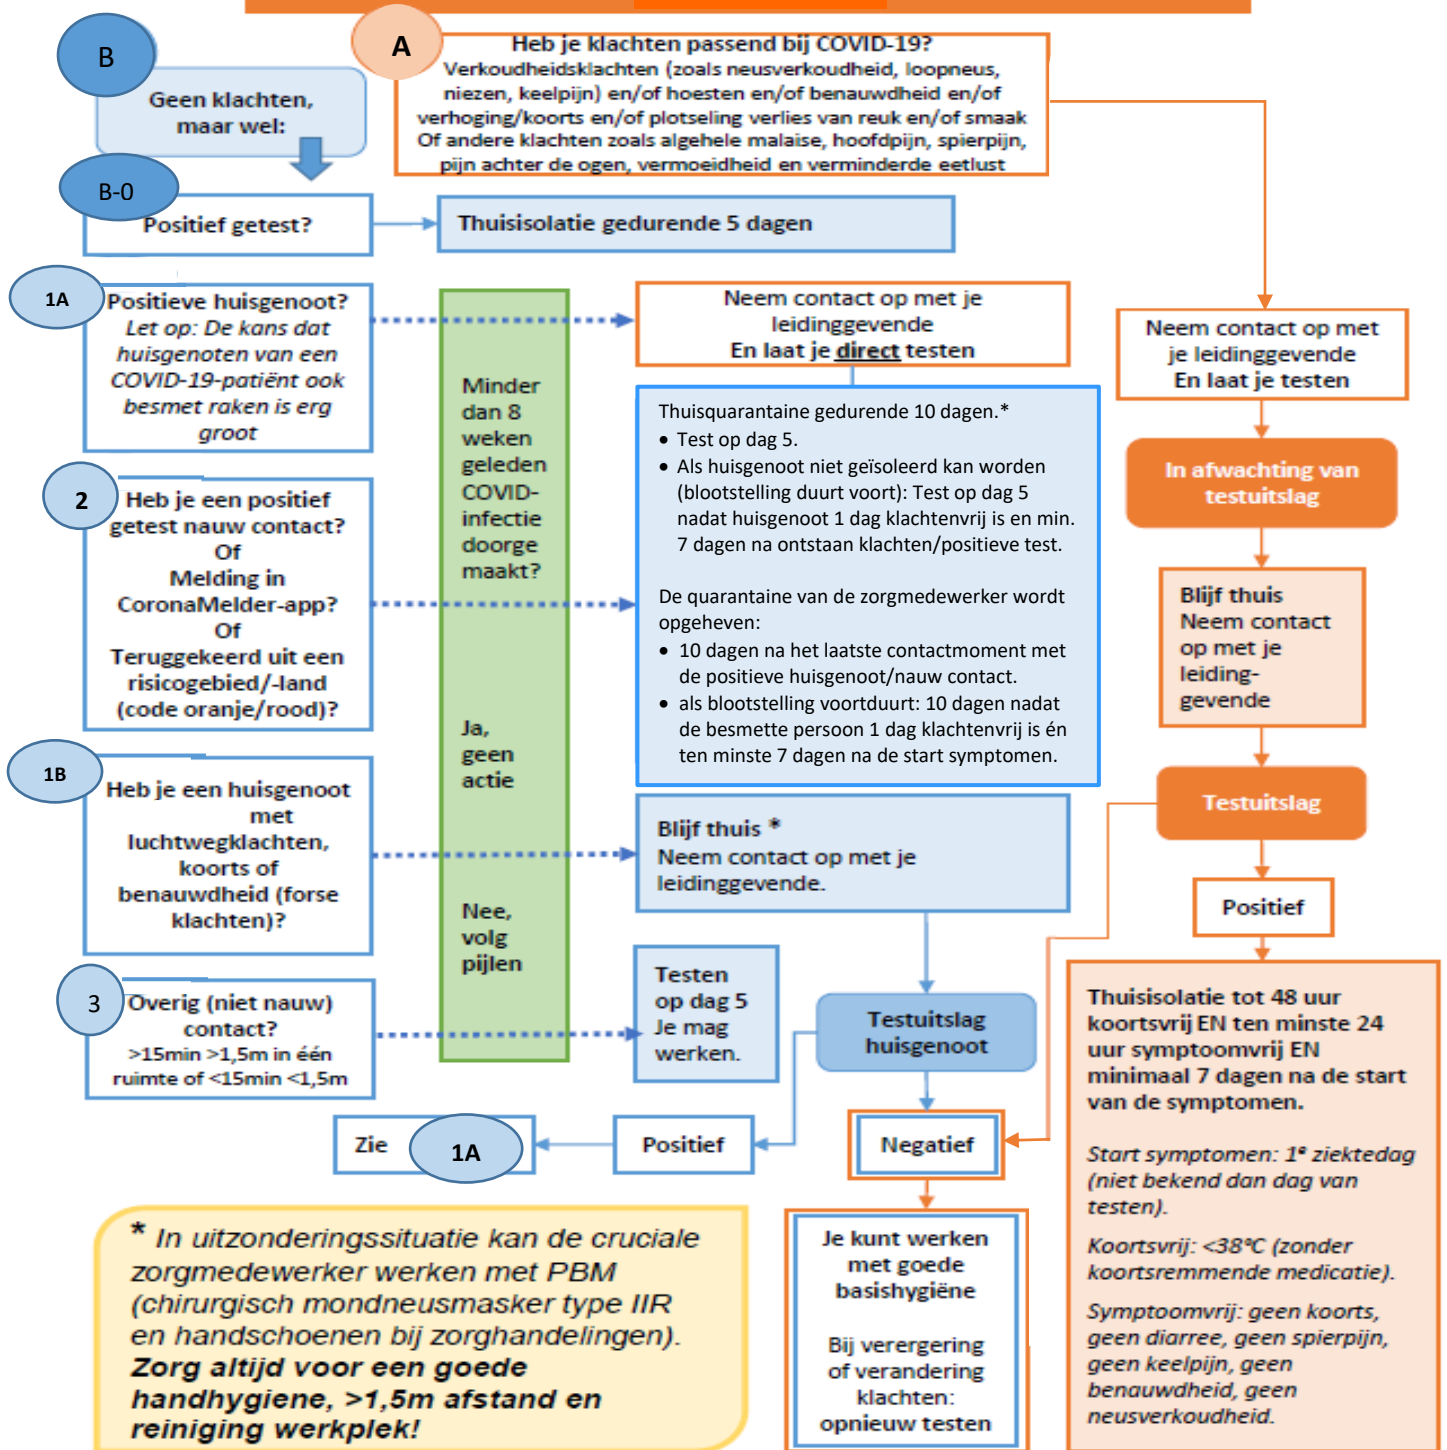 B
Geen klachten,
maar wel:
A
Heb je klachten passend bij COVID-19?
Verkoudheidsklachten (zoals neusverkoudheid, loopneus,
niezen, keelpijn) en/of hoesten en/of benauwdheid en/of
verhoging/koorts en/of plotseling verlies van reuk en/of smaak
Of andere klachten zoals algehele malaise, hoofdpijn, spierpijn,
pijn achter de ogen, vermoeidheid en verminderde eetlust
B-0
Positief getest?
Thuisisolatie gedurende 5 dagen
1A
Positieve huisgenoot?
Let op: De kans dat
huisgenoten van een
COVID-19-patiënt ook
besmet raken is erg
groot
2
Heb je een positief
getest nauw contact?
Of
Melding in
CoronaMelder-app?
Of
Teruggekeerd uit een
risicogebied/-land
(code oranje/rood)?
1B
Heb je een huisgenoot
met
luchtwegklachten,
koorts of
benauwdheid (forse
klachten)?
3
Overig (niet nauw)
contact?
>15min >1,5m in één
ruimte of <15min <1,5m
Minder
dan 8
weken
geleden
COVID-
infectie
doorge
maakt?
Ja,
geen
actie
Nee,
volg
pijlen
Neem contact op met je
leidinggevende
En laat je direct testen
Thuisquarantaine gedurende 10 dagen.*
• Test op dag 5.
• Als huisgenoot niet geïsoleerd kan worden
(blootstelling duurt voort): Test op dag 5
nadat huisgenoot 1 dag klachtenvrij is en min.
7 dagen na ontstaan klachten/positieve test.
De quarantaine van de zorgmedewerker wordt
opgeheven:
• 10 dagen na het laatste contactmoment met
de positieve huisgenoot/nauw contact.
• als blootstelling voortduurt: 10 dagen nadat
de besmette persoon 1 dag klachtenvrij is én
ten minste 7 dagen na de start symptomen.
Blijf thuis *
Neem contact op met je
leidinggevende.
Testen
op dag 5
Je mag
werken.
Testuitslag
huisgenoot
Zie
1A
Positief
Negatief
Je kunt werken
met goede
basishygiëne
Bij verergering
of verandering
klachten:
opnieuw testen
Neem contact op met
je leidinggevende
En laat je testen
In afwachting van
testuitslag
Blijf thuis
Neem contact
op met je
leiding-
gevende
Testuitslag
Positief
Thuisisolatie tot 48 uur
koortsvrij EN ten minste 24
uur symptoomvrij EN
minimaal 7 dagen na de start
van de symptomen.
Start symptomen: 1e ziektedag
(niet bekend dan dag van
testen).
Koortsvrij: <38°C (zonder
koortsremmende medicatie).
Symptoomvrij: geen koorts,
geen diarree, geen spierpijn,
geen keelpijn, geen
benauwdheid, geen
neusverkoudheid.
* In uitzonderingssituatie kan de cruciale
zorgmedewerker werken met PBM
(chirurgisch mondneusmasker type IIR
en handschoenen bij zorghandelingen).
Zorg altijd voor een goede
handhygiene, >1,5m afstand en
reiniging werkplek!